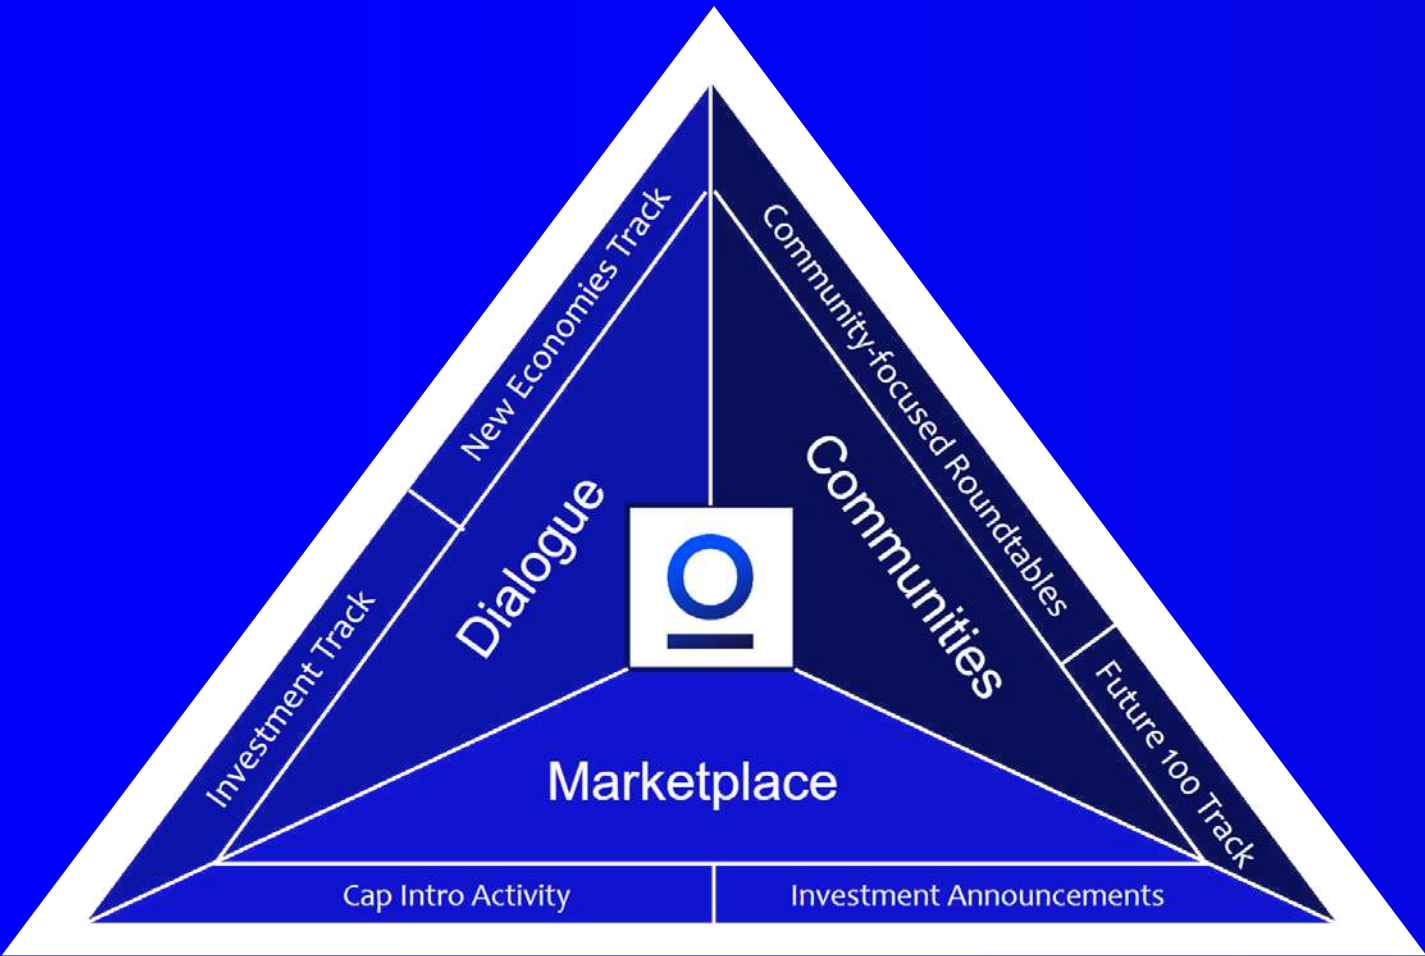 New Economies Track
Investment Track
Dialogue
Community-focused Roundtables
Future 100 Track
Communities
Marketplace
Cap Intro Activity
Investment Announcements